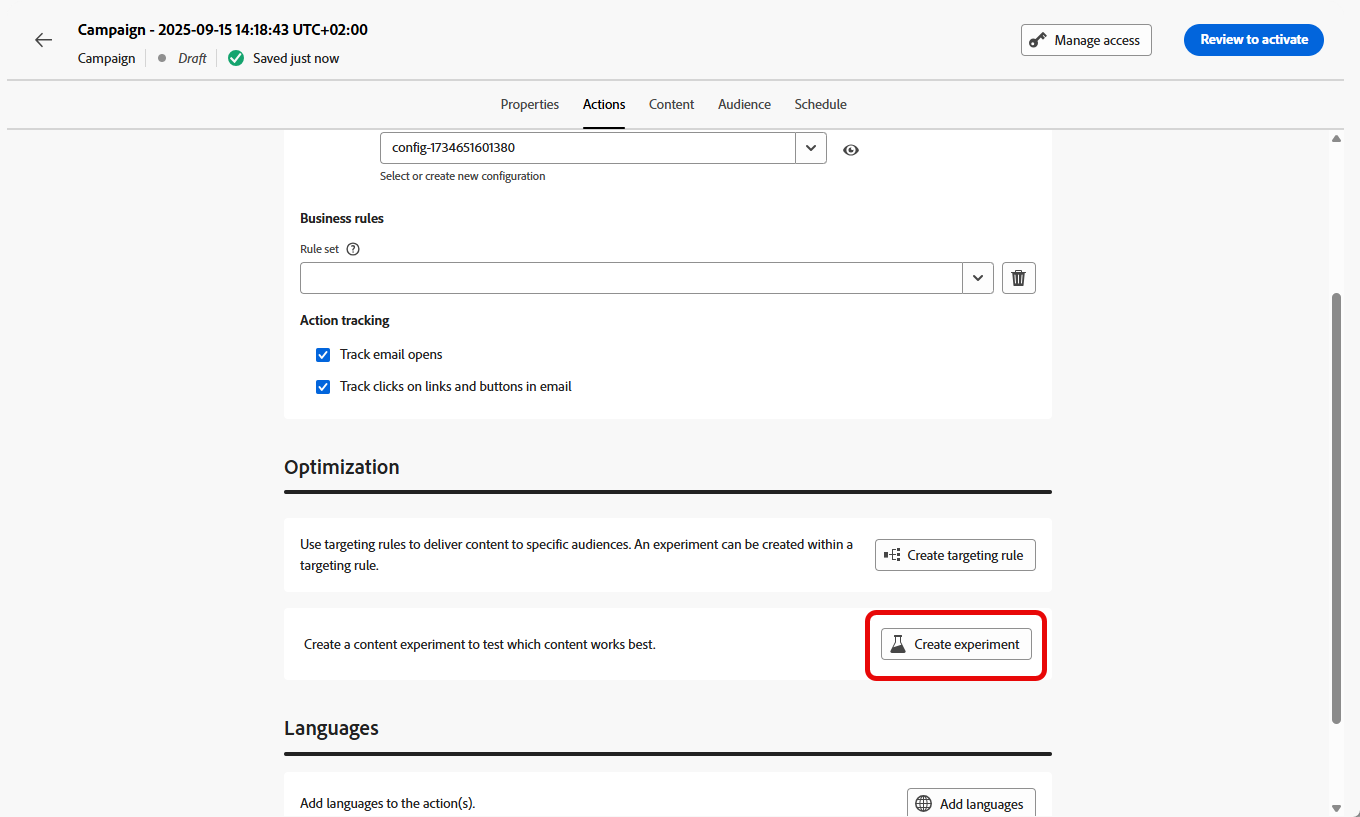 Campaign - 2025-09-15 14:18:43 UTC+02:00
Campaign Draft Saved just now
Manage access
Review to activate
Properties Actions Content Audience Schedule
config-1734651601380
Select or create new configuration
Business rules
Rule set ?
Action tracking
Track email opens
Track clicks on links and buttons in email
Optimization
Use targeting rules to deliver content to specific audiences. An experiment can be created within a
targeting rule.
Create targeting rule
Create a content experiment to test which content works best.
Create experiment
Languages
Add languages to the action(s).
Add languages